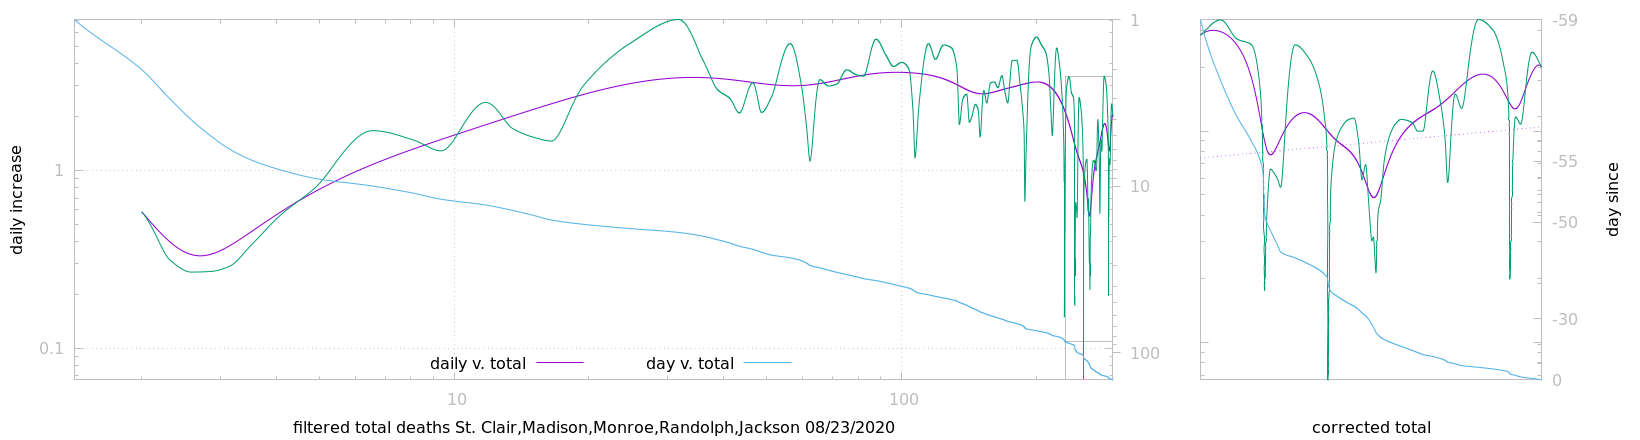 daily increase
1
0.1
daily v. total
day v. total
10
100
1
10
100
filtered total deaths St. Clair,Madison,Monroe,Randolph,Jackson 08/23/2020
-59
-55
-50
-30
0
day since
corrected total